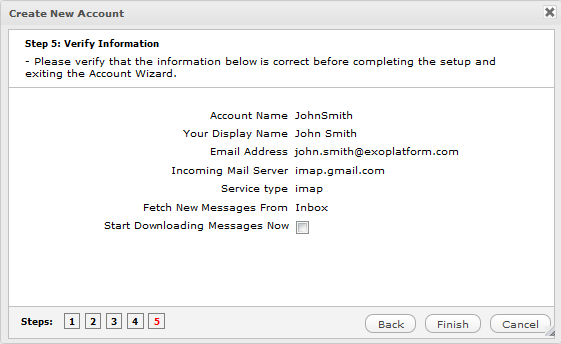 Create New Account
Step 5: Verify Information
- Please verify that the information below is correct before completing the setup and
exiting the Account Wizard.
Account Name JohnSmith
Your Display Name John Smith
Email Address john.smith@exoplatform.com
Incoming Mail Server imap.gmail.com
Service type imap
Fetch New Messages From Inbox
Start Downloading Messages Now
Steps: 1 2 3 4 5 Back Finish Cancel